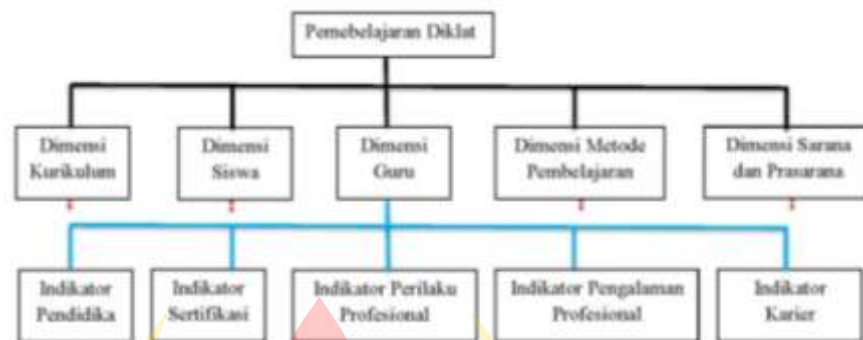 Pemebelajaran Diklat
Dimensi
Kurikulum
Dimensi
Siswa
Dimensi
Guru
Dimensi Metode
Pembelajaran
Dimensi Sarana
dan Prasarana
Indikator
Pendidika
Indikator
Sertifikasi
Indikator Perilaku
Profesional
Indikator Pengalaman
Profesional
Indikator
Karier